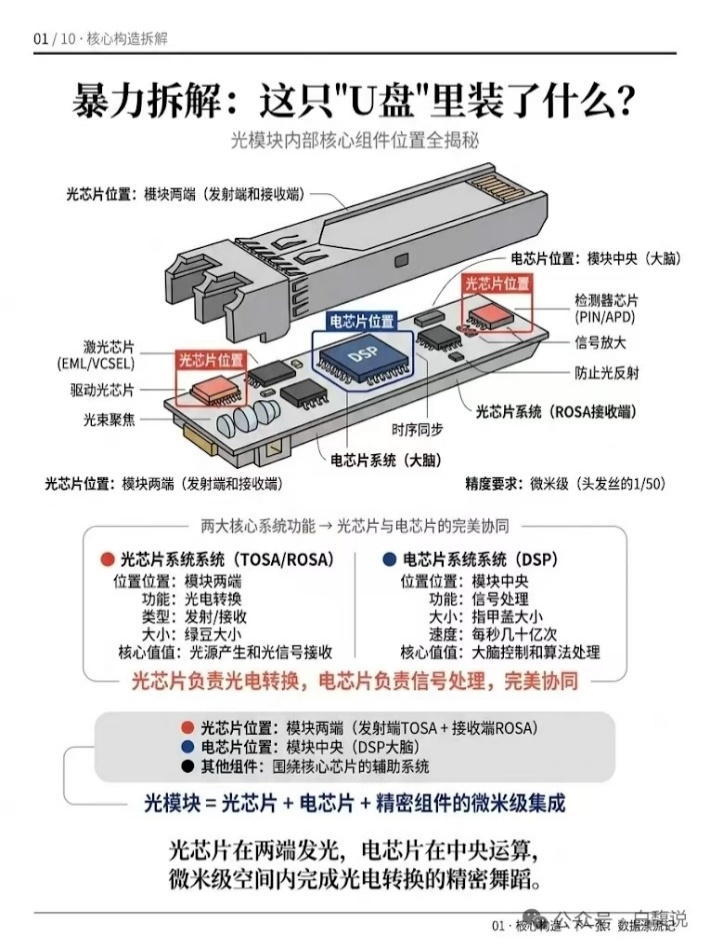 01 / 10 · 核心构造拆解
暴力拆解：这只"U盘"里装了什么？
光模块内部核心组件位置全揭秘
光芯片位置：模块两端（发射端和接收端）
电芯片位置：模块中央（大脑）
光芯片位置
检测器芯片
(PIN/APD)
电芯片位置
信号放大
激光芯片
(EML/VCSEL)
光芯片位置
DSP
防止光反射
驱动光芯片
光芯片系统（ROSA接收端）
光束聚焦
时序同步
电芯片系统（大脑）
光芯片位置：模块两端（发射端和接收端）
精度要求：微米级（头发丝的1/50）
两大核心系统功能 → 光芯片与电芯片的完美协同
光芯片系统系统（TOSA/ROSA）
位置位置：模块两端
功能：光电转换
类型：发射/接收
大小：绿豆大小
核心值值：光源产生和光信号接收
电芯片系统系统（DSP）
位置位置：模块中央
功能：信号处理
大小：指甲盖大小
速度：每秒几十亿次
核心值值：大脑控制和算法处理
光芯片负责光电转换，电芯片负责信号处理，完美协同
光芯片位置：模块两端（发射端TOSA + 接收端ROSA）
电芯片位置：模块中央（DSP大脑）
其他组件：围绕核心芯片的辅助系统
光模块 = 光芯片 + 电芯片 + 精密组件的微米级集成
光芯片在两端发光，电芯片在中央运算，
微米级空间内完成光电转换的精密舞蹈。
01 · 核心构造 · 下一张：数据漂流记
公众号 · 白馥说